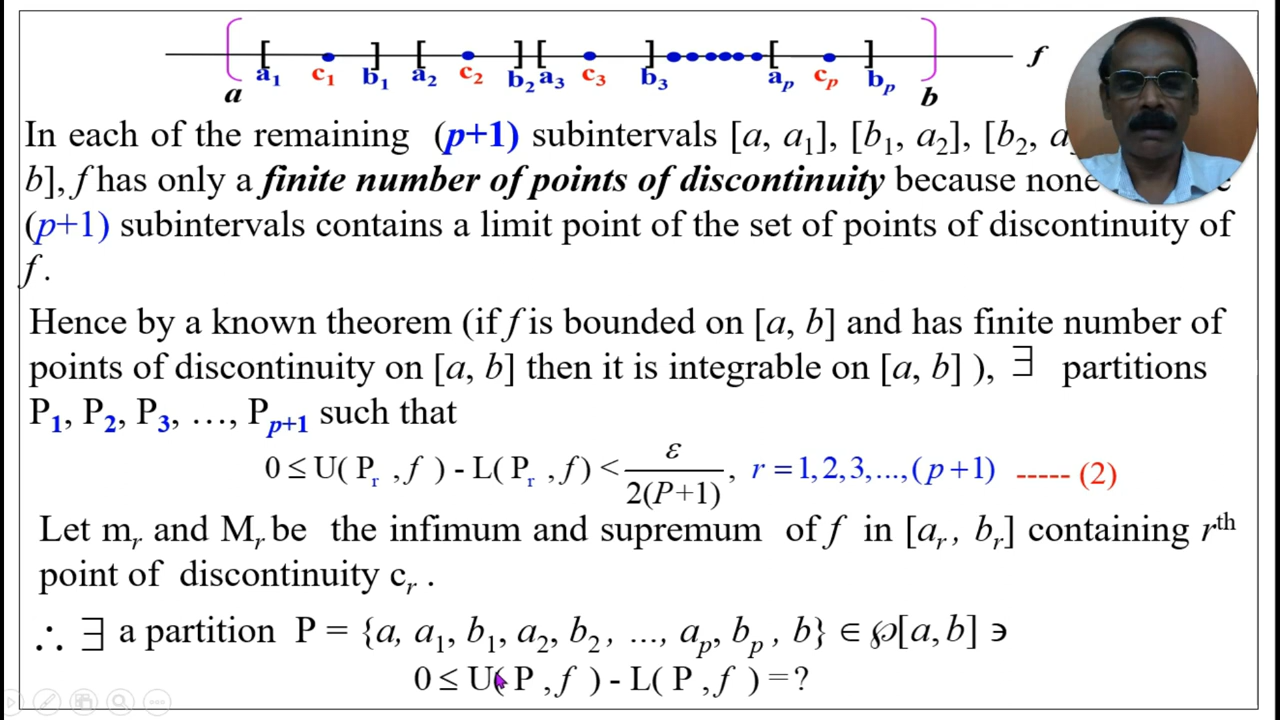 f
a₁ c₁ b₁ a₂ c₂ b₂ a₃ c₃ b₃ aₚ cₚ bₚ
a b
In each of the remaining (p+1) subintervals [a, a₁], [b₁, a₂], [b₂, a
b], f has only a finite number of points of discontinuity because none
(p+1) subintervals contains a limit point of the set of points of discontinuity of
f .
Hence by a known theorem (if f is bounded on [a, b] and has finite number of
points of discontinuity on [a, b] then it is integrable on [a, b] ), ∃ partitions
P₁, P₂, P₃, …, Pₚ₊₁ such that
0 ≤ U( Pᵣ , f ) - L( Pᵣ , f ) < ε / 2(P+1) , r = 1, 2, 3, ..., ( p +1) ----- (2)
Let mᵣ and Mᵣ be the infimum and supremum of f in [aᵣ, bᵣ] containing rᵗʰ
point of discontinuity cᵣ .
∴ ∃ a partition P = {a, a₁, b₁, a₂, b₂, ..., aₚ, bₚ , b} ∈ ℘[a, b] ∍
0 ≤ U( P , f ) - L( P , f ) = ?